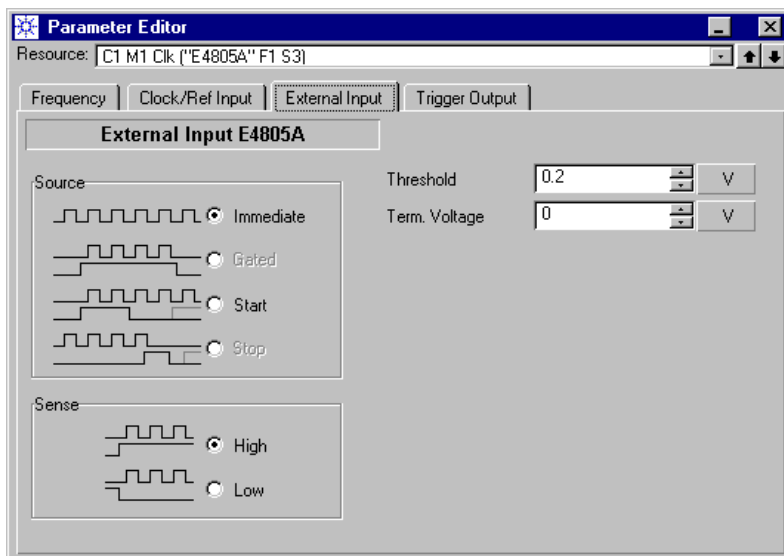 Parameter Editor
Resource: C1 M1 Clk ("E4805A" F1 S3)
Frequency Clock/Ref Input External Input Trigger Output
External Input E4805A
Source
Immediate
Gated
Start
Stop
Threshold 0.2 V
Term. Voltage 0 V
Sense
High
Low